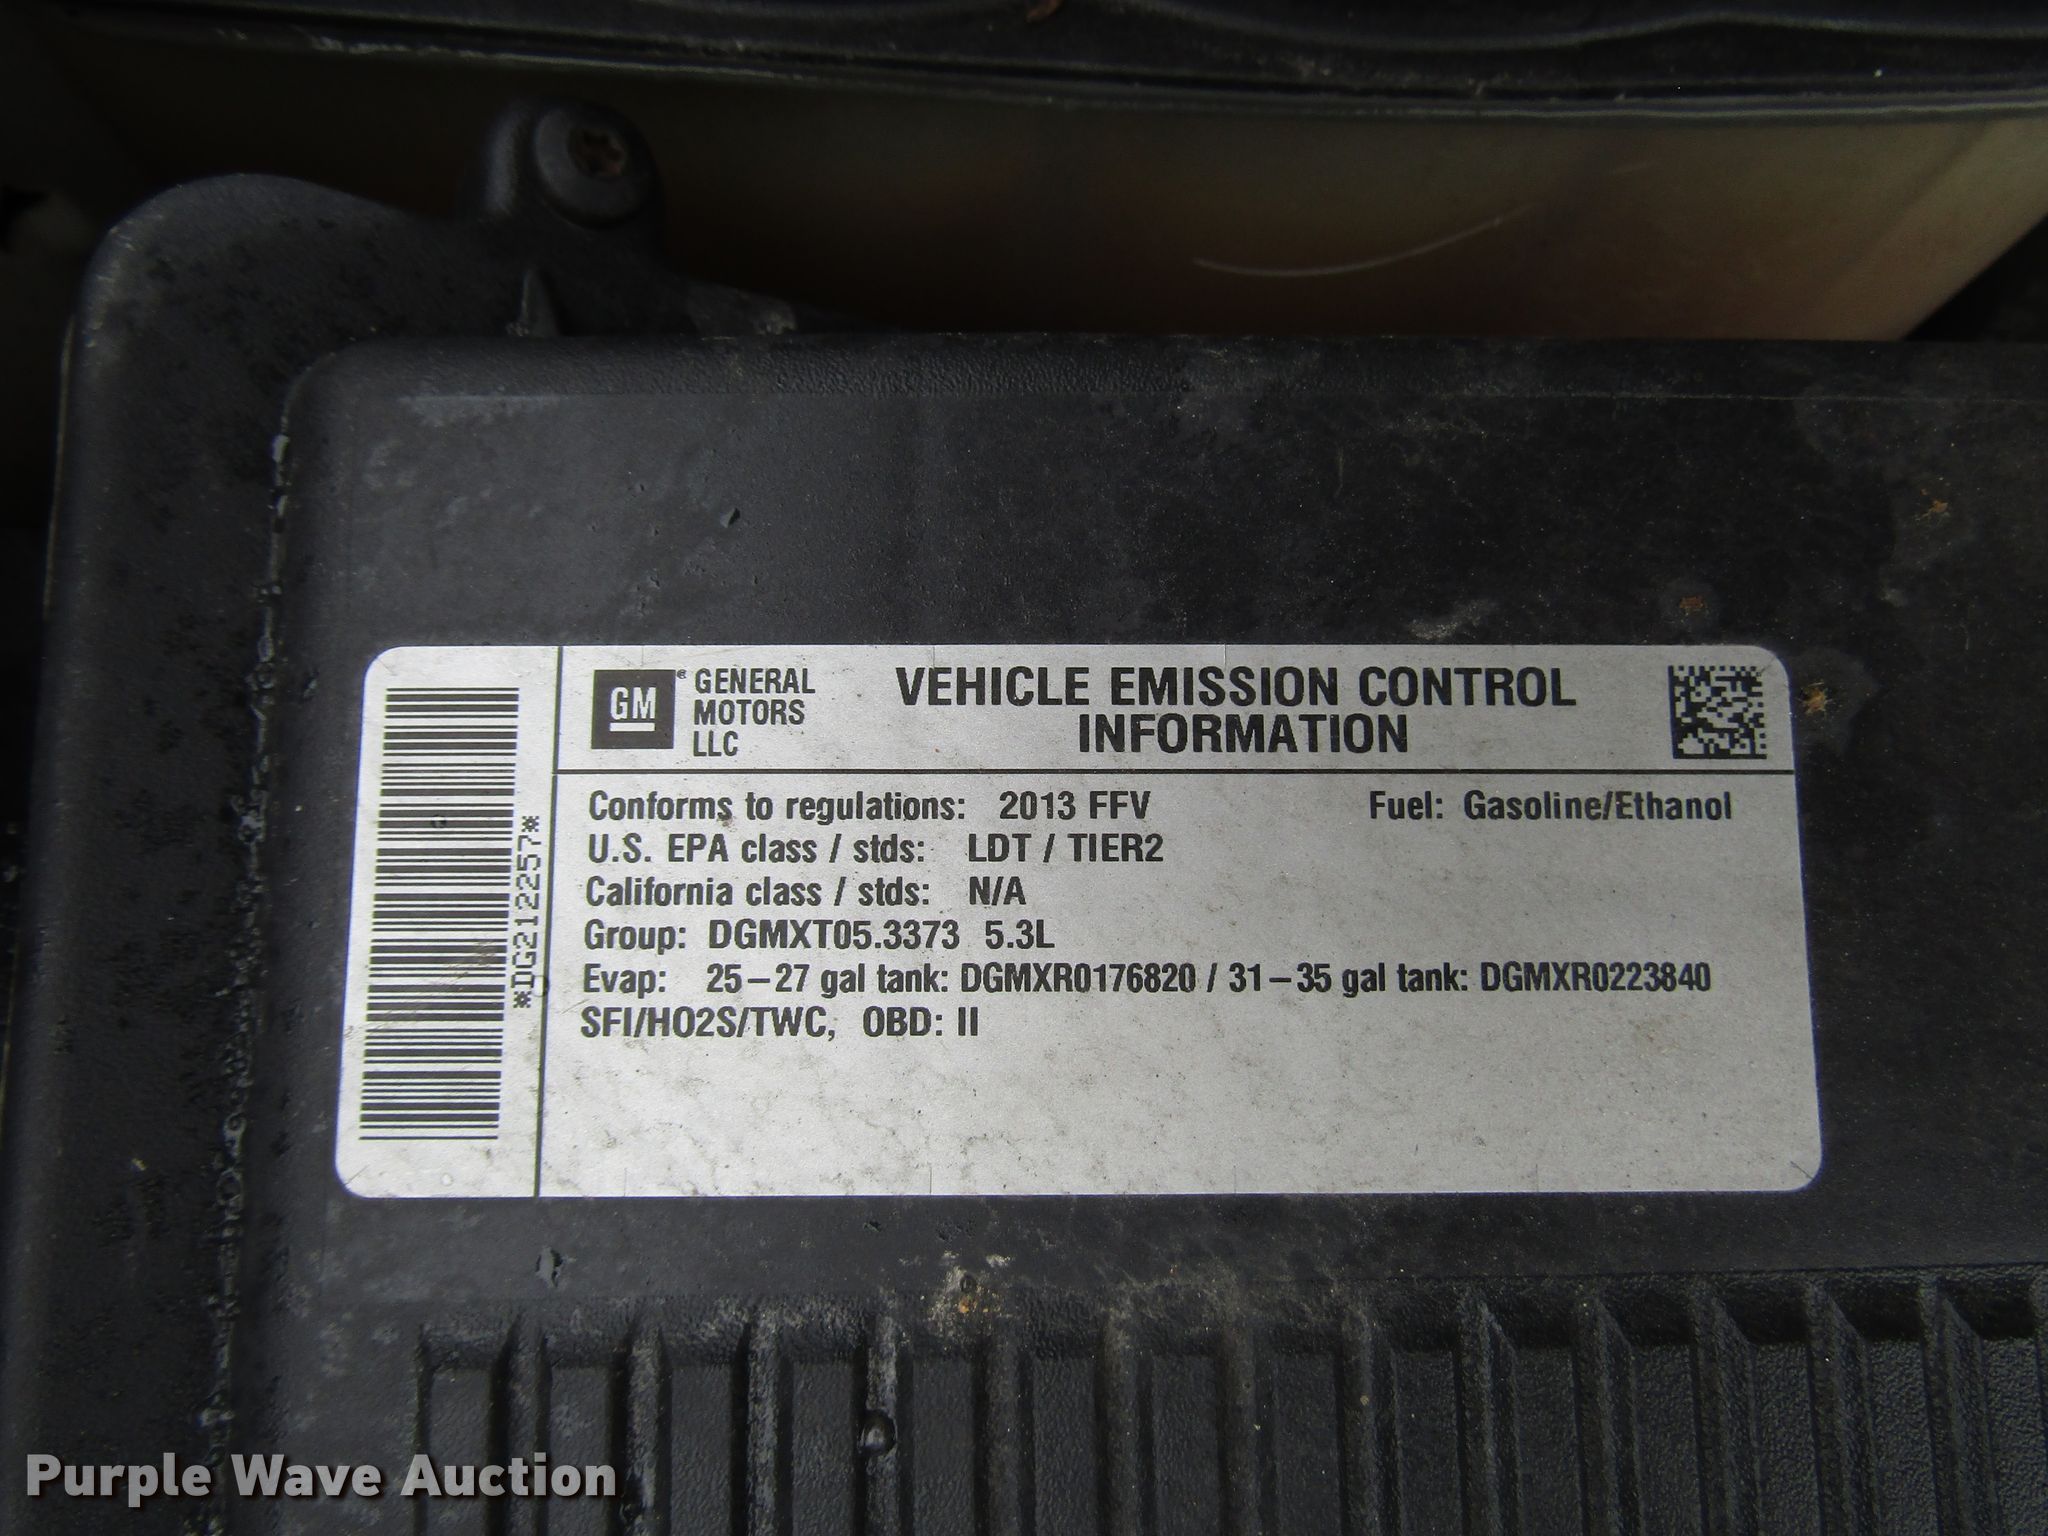 GM
GENERAL
MOTORS
LLC
VEHICLE EMISSION CONTROL
INFORMATION
*DG212257*
Conforms to regulations: 2013 FFV Fuel: Gasoline/Ethanol
U.S. EPA class / stds: LDT / TIER2
California class / stds: N/A
Group: DGMXT05.3373 5.3L
Evap: 25–27 gal tank: DGMXR0176820 / 31–35 gal tank: DGMXR0223840
SFI/HO2S/TWC, OBD: II
Purple Wave Auction